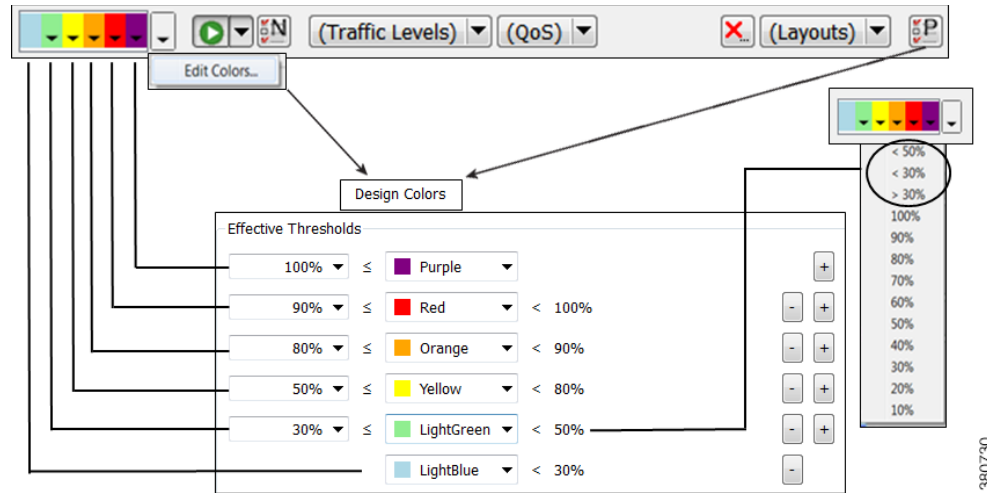 N (Traffic Levels) (QoS) X... (Layouts) P
Edit Colors...
Design Colors
Effective Thresholds
100% ≤ Purple +
90% ≤ Red < 100% - +
80% ≤ Orange < 90% - +
50% ≤ Yellow < 80% - +
30% ≤ LightGreen < 50% - +
LightBlue < 30% -
< 50%
< 30%
> 30%
100%
90%
80%
70%
60%
50%
40%
30%
20%
10%
380730